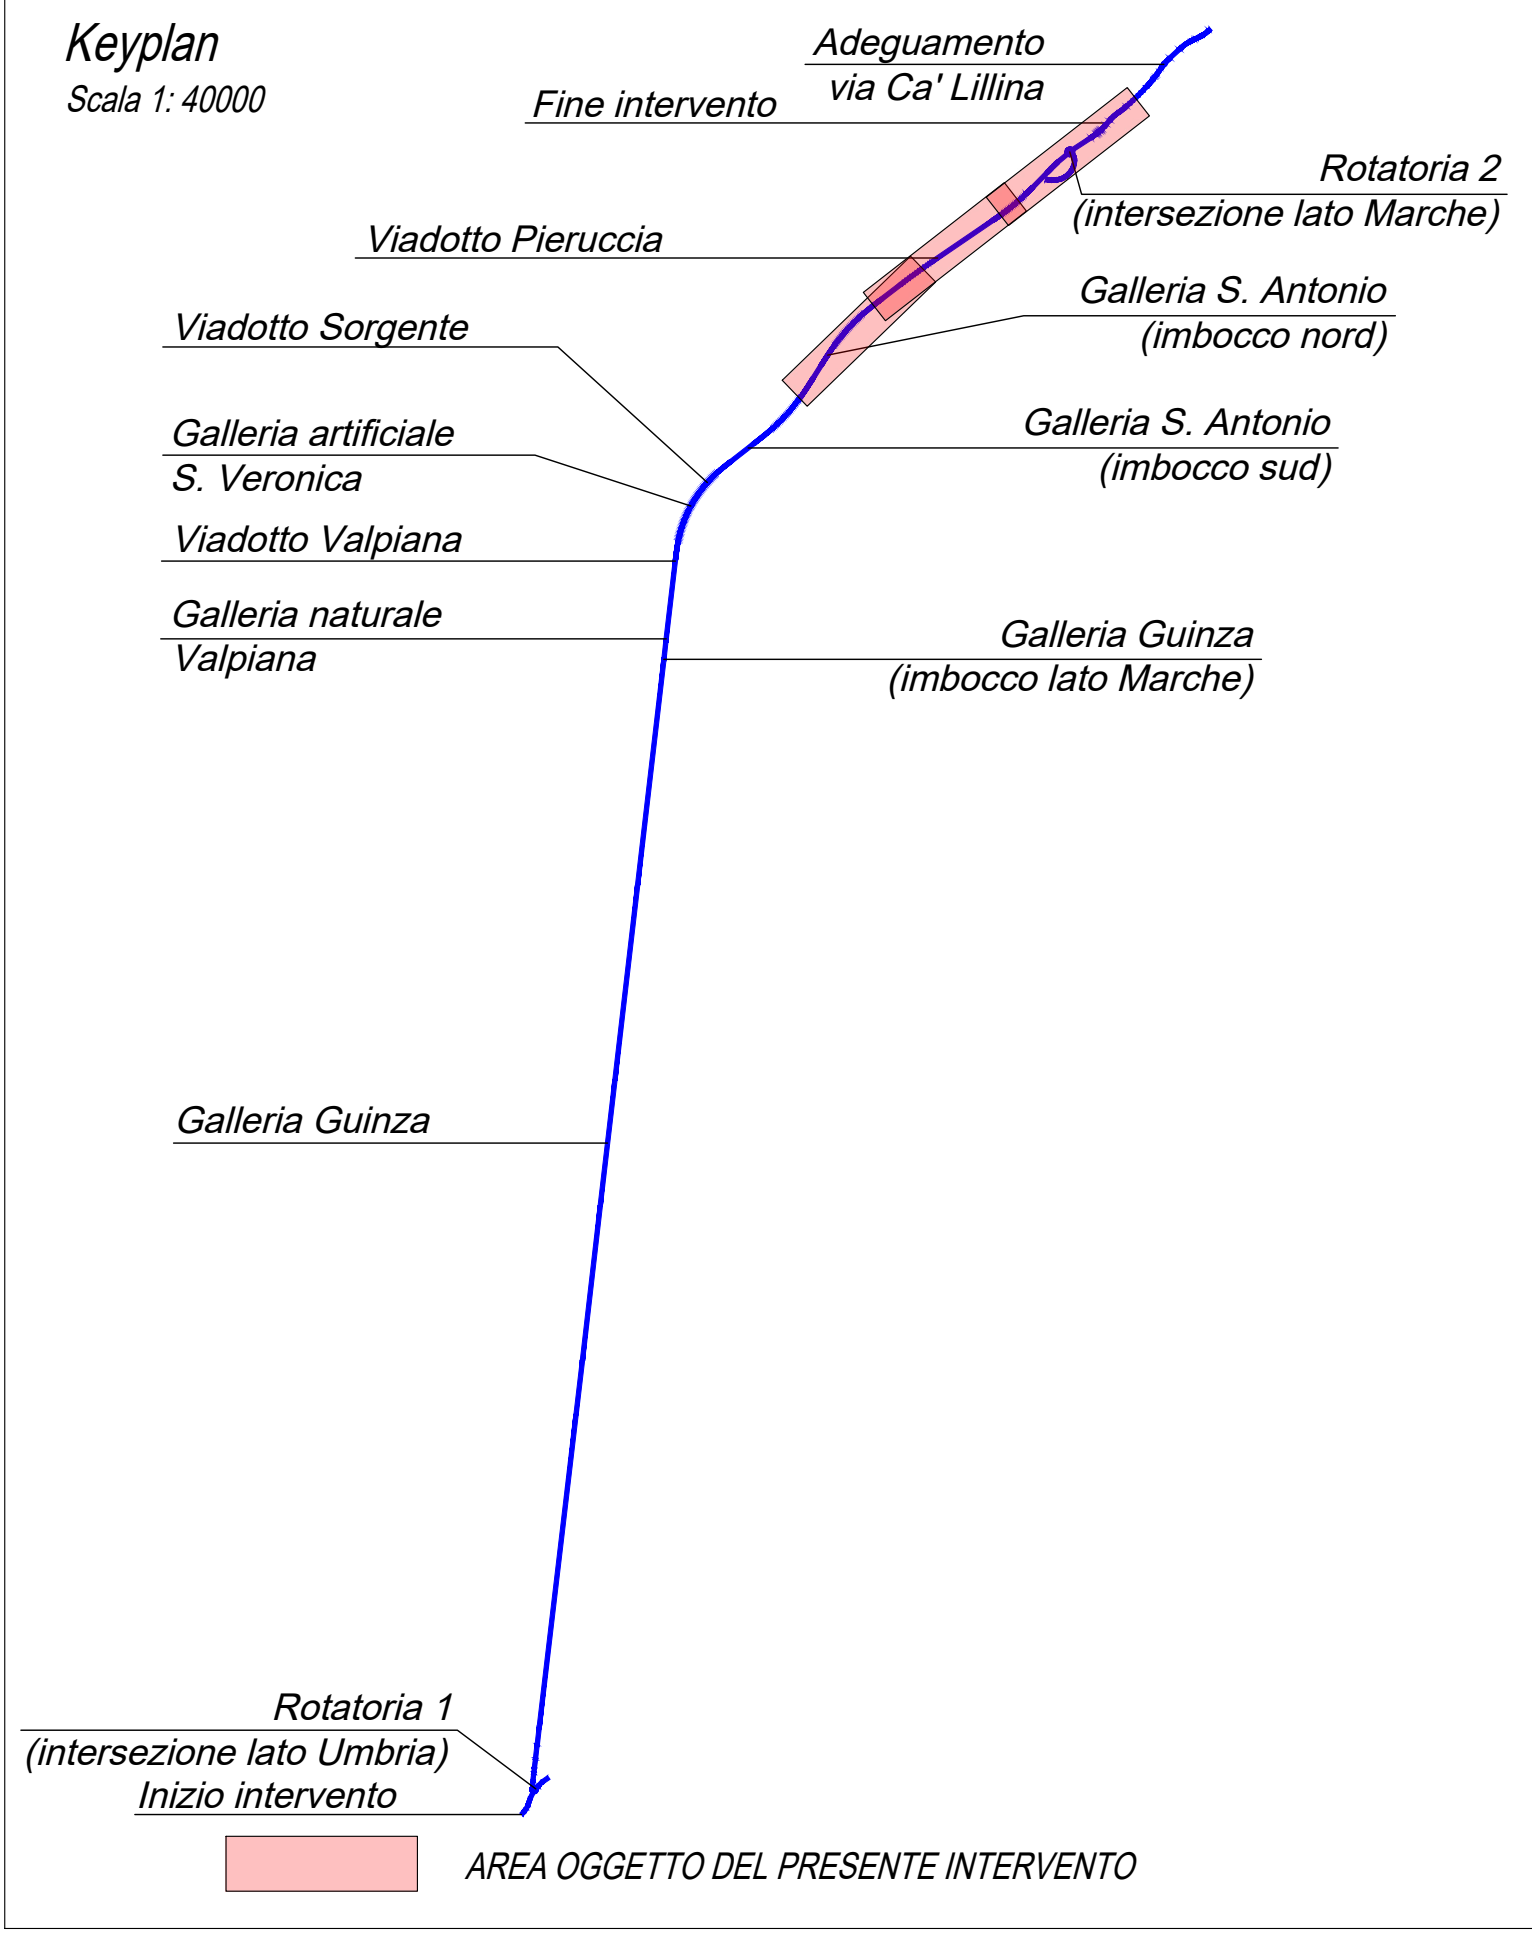 Keyplan
Scala 1: 40000
Adeguamento
via Ca' Lillina
Fine intervento
Rotatoria 2
(intersezione lato Marche)
Viadotto Pieruccia
Galleria S. Antonio
(imbocco nord)
Viadotto Sorgente
Galleria S. Antonio
(imbocco sud)
Galleria artificiale
S. Veronica
Viadotto Valpiana
Galleria naturale
Valpiana
Galleria Guinza
(imbocco lato Marche)
Galleria Guinza
Rotatoria 1
(intersezione lato Umbria)
Inizio intervento
AREA OGGETTO DEL PRESENTE INTERVENTO